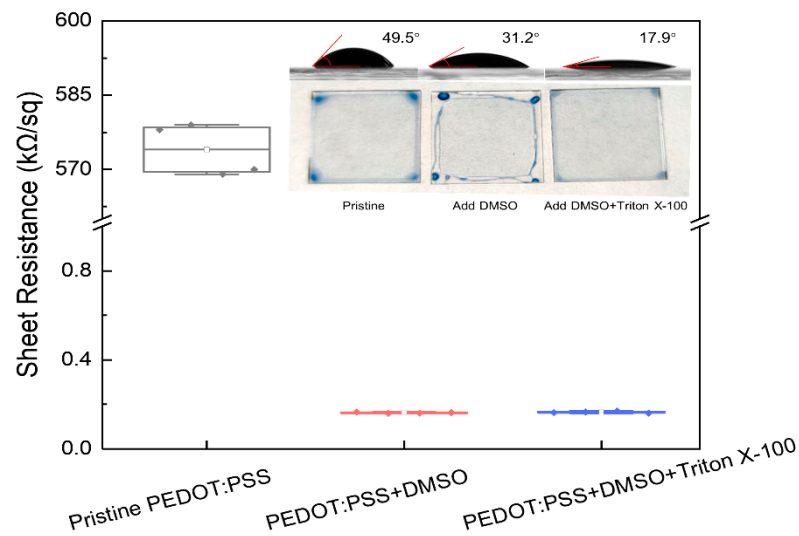 600
585
570
0.8
0.4
0.0
Sheet Resistance (kΩ/sq)
49.5° 31.2° 17.9°
Pristine Add DMSO Add DMSO+Triton X-100
Pristine PEDOT:PSS
PEDOT:PSS+DMSO
PEDOT:PSS+DMSO+Triton X-100